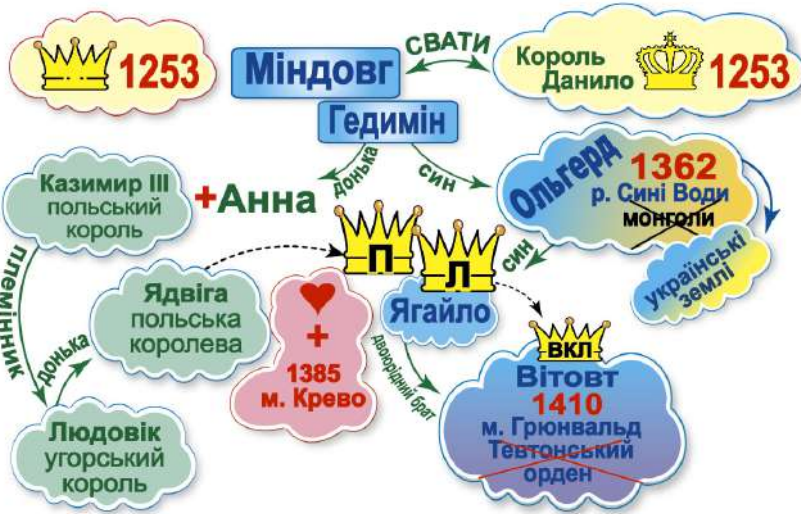 1253
Міндовг
СВАТИ
Король
Данило
1253
Гедимін
донька
син
Казимир III
польський
король
+Анна
Ольгерд
1362
р. Сині Води
монголи
українські
землі
племінник
Ядвіга
польська
королева
донька
П
Л
син
Ягайло
+
1385
м. Крево
двоюрідний брат
ВКЛ
Вітовт
1410
м. Грюнвальд
Тевтонський
орден
Людовік
угорський
король